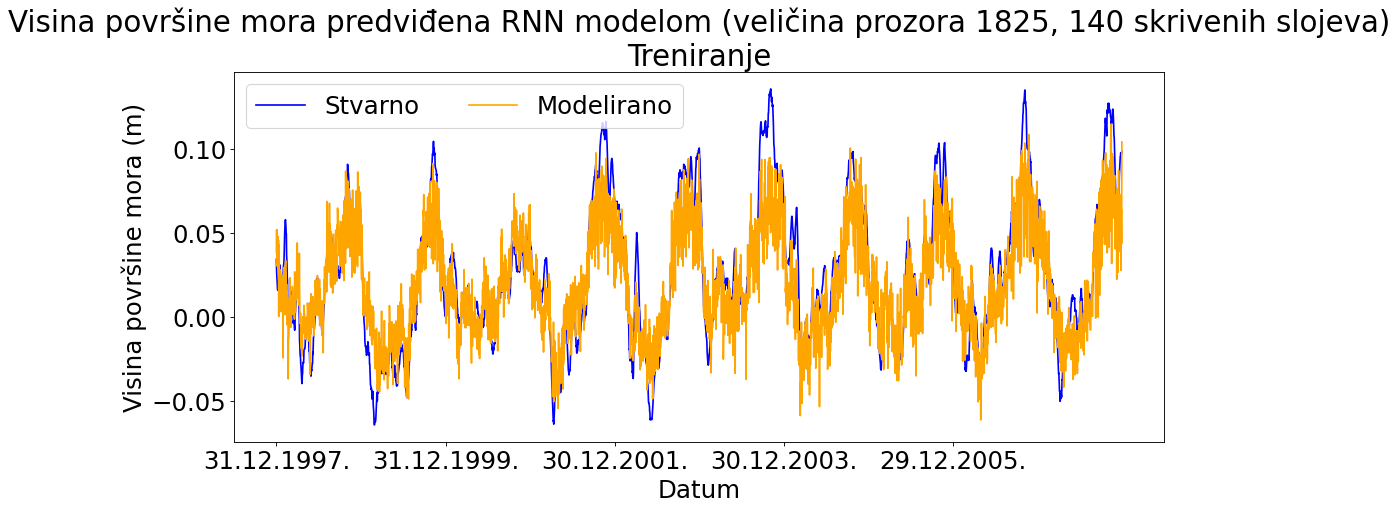 Visina površine mora predviđena RNN modelom (veličina prozora 1825, 140 skrivenih slojeva)
Treniranje
Stvarno Modelirano
Visina površine mora (m)
0.10
0.05
0.00
−0.05
31.12.1997. 31.12.1999. 30.12.2001. 30.12.2003. 29.12.2005.
Datum